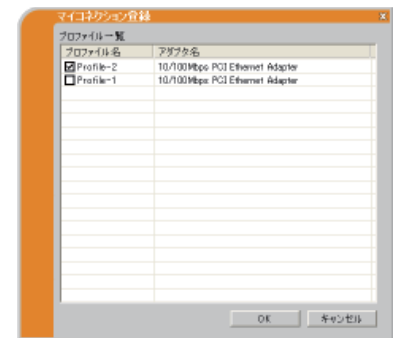 マイコネクション登録
プロファイル一覧
プロファイル名 アダプタ名
Profile-2 10/100Mbps PCI Ethernet Adapter
Profile-1 10/100Mbps PCI Ethernet Adapter
OK キャンセル